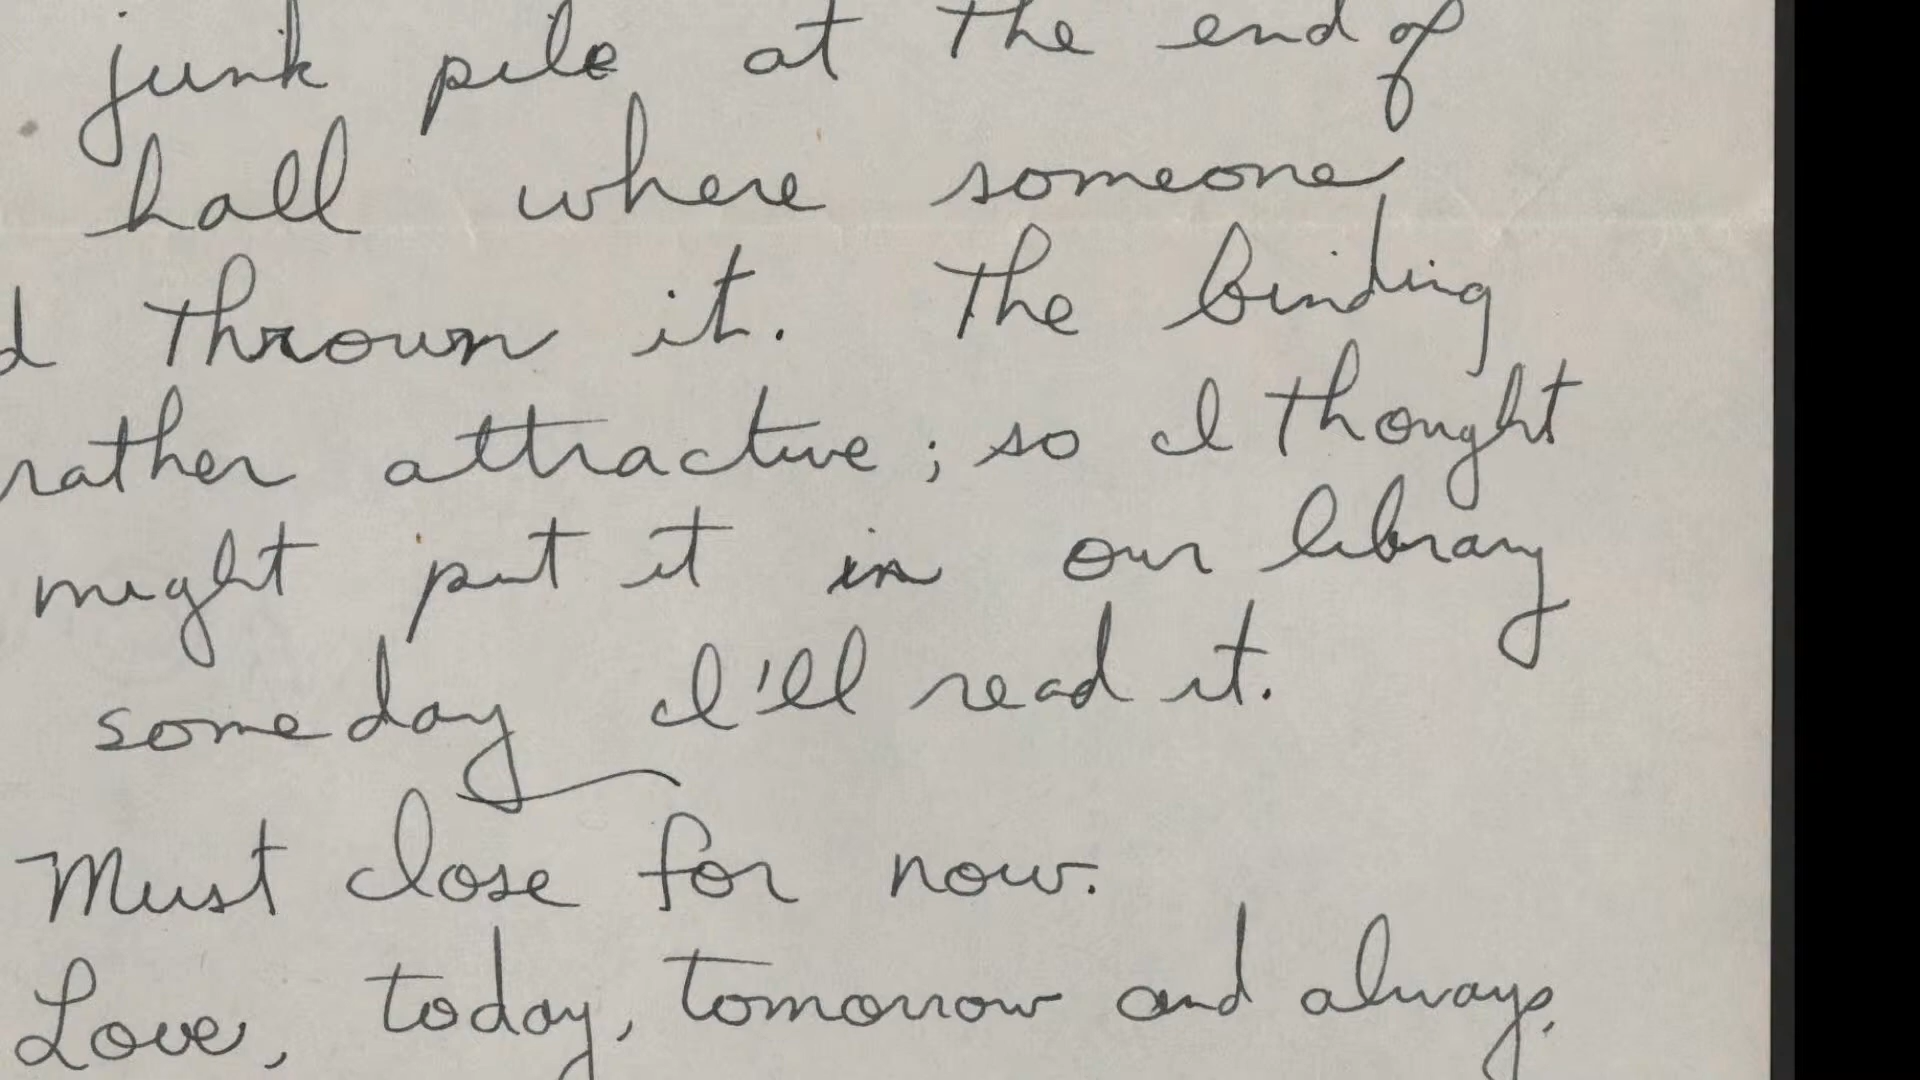 junk pile at the end of
hall where someone
d thrown it. The binding
rather attractive; so I thought
might put it in our library
someday I'll read it.
Must close for now.
Love, today, tomorrow and always,